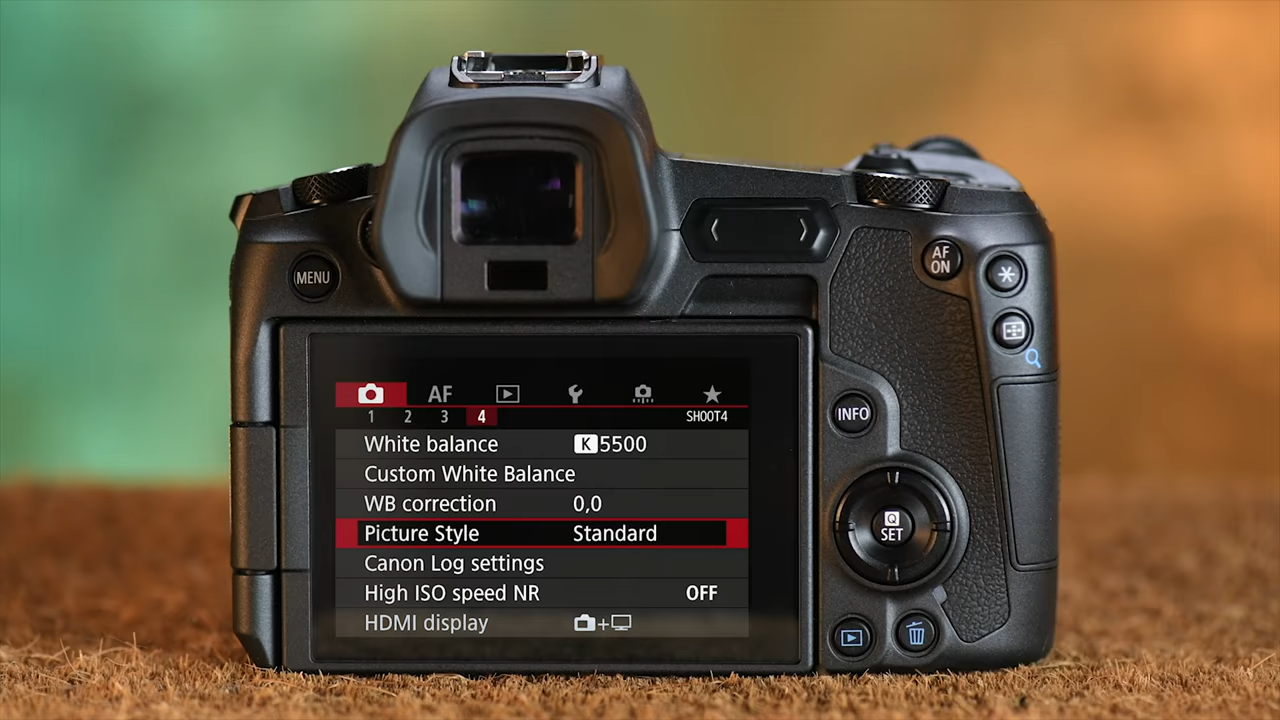 AF
ON
MENU
AF
1 2 3 4 SHOOT4
White balance K 5500
Custom White Balance
WB correction 0,0
Picture Style Standard
Canon Log settings
High ISO speed NR OFF
HDMI display +
INFO
Q
SET